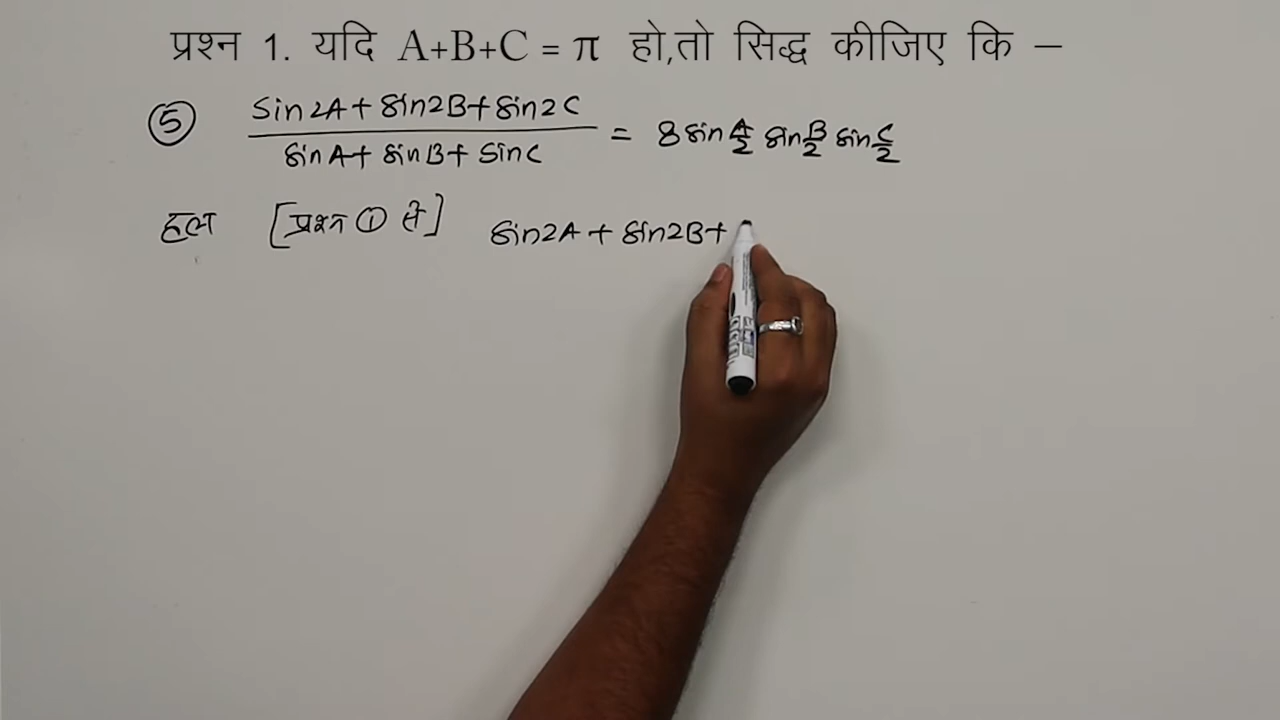 प्रश्न 1. यदि A+B+C = π हो,तो सिद्ध कीजिए कि –
⑤ sin2A + sin2B + sin2C / sinA + sinB + sinC = 8 sin A/2 sin B/2 sin C/2
हल [प्रश्न ① से] sin2A + sin2B +